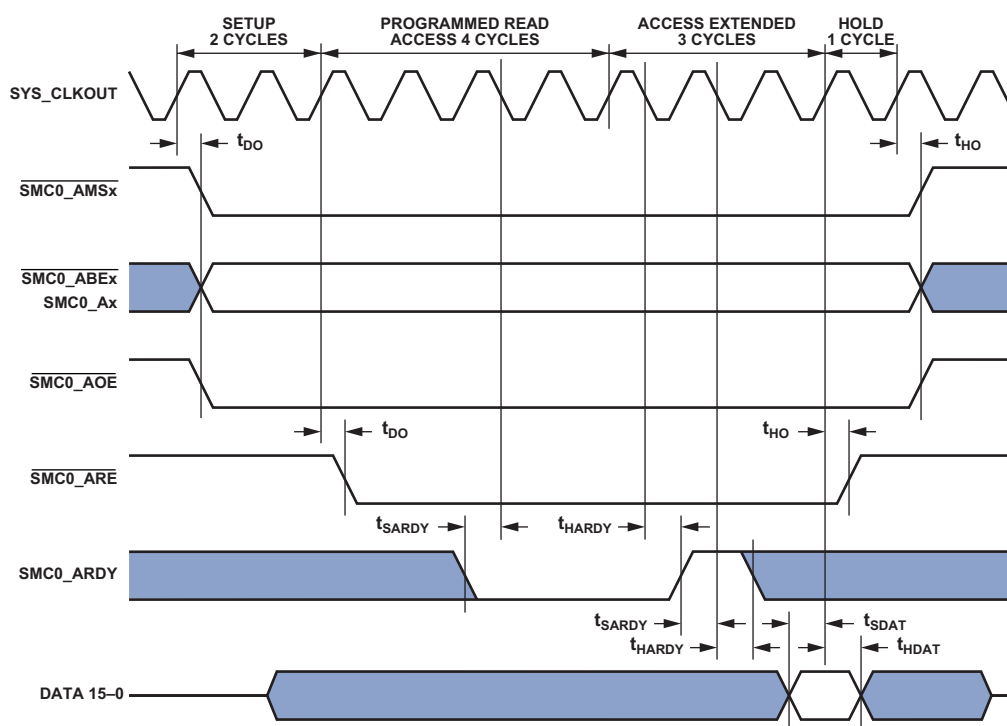 SETUP
2 CYCLES
PROGRAMMED READ
ACCESS 4 CYCLES
ACCESS EXTENDED
3 CYCLES
HOLD
1 CYCLE
SYS_CLKOUT
tDO
tHO
SMC0_AMSx
SMC0_ABEx
SMC0_Ax
SMC0_AOE
tDO
tHO
SMC0_ARE
tSARDY
tHARDY
SMC0_ARDY
tSARDY
tSDAT
tHARDY
tHDAT
DATA 15–0